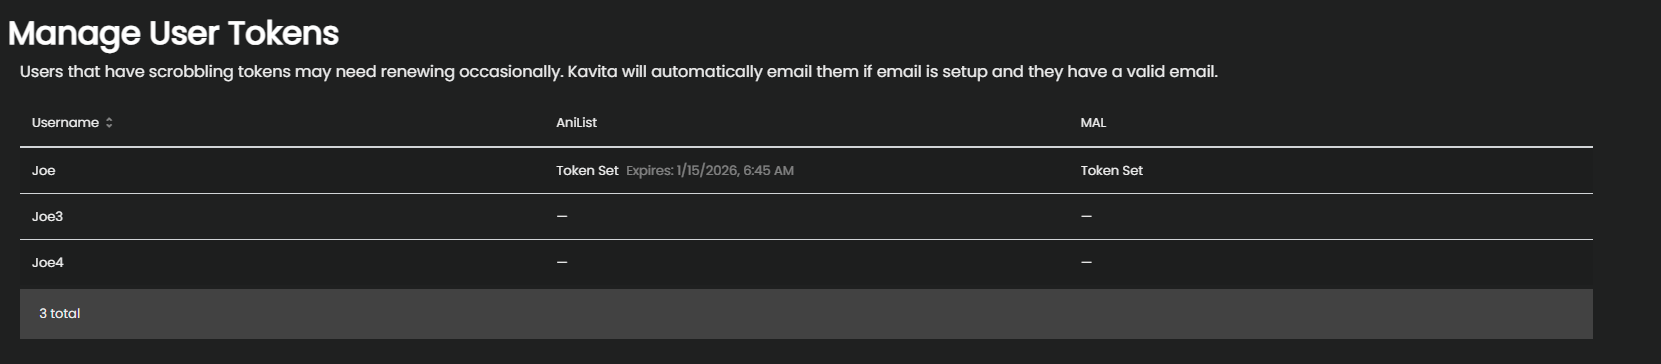 Manage User Tokens
Users that have scrobbling tokens may need renewing occasionally. Kavita will automatically email them if email is setup and they have a valid email.
Username AniList MAL
Joe Token Set Expires: 1/15/2026, 6:45 AM Token Set
Joe3 — —
Joe4 — —
3 total